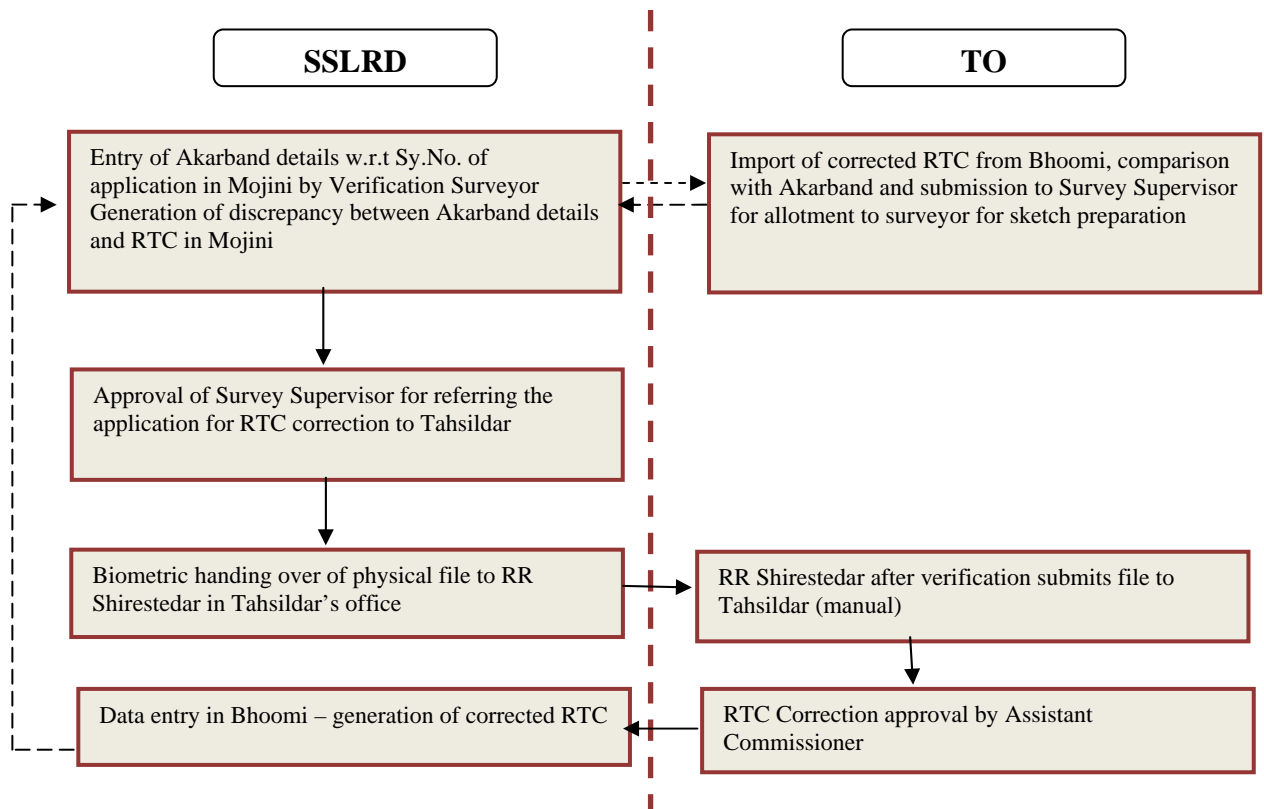 SSLRD
TO
Entry of Akarband details w.r.t Sy.No. of
application in Mojini by Verification Surveyor
Generation of discrepancy between Akarband details
and RTC in Mojini
Import of corrected RTC from Bhoomi, comparison
with Akarband and submission to Survey Supervisor
for allotment to surveyor for sketch preparation
Approval of Survey Supervisor for referring the
application for RTC correction to Tahsildar
Biometric handing over of physical file to RR
Shirestedar in Tahsildar’s office
RR Shirestedar after verification submits file to
Tahsildar (manual)
Data entry in Bhoomi – generation of corrected RTC
RTC Correction approval by Assistant
Commissioner